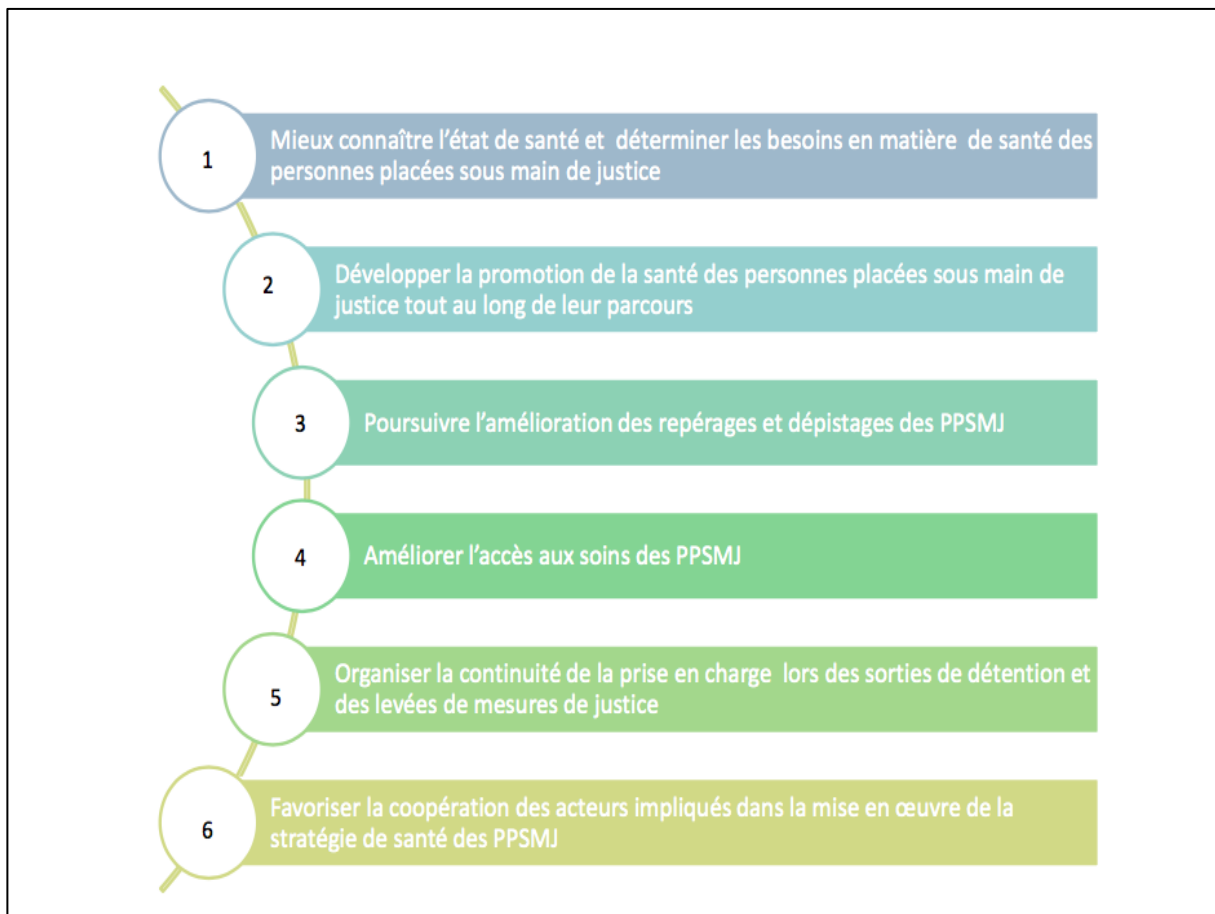 1
Mieux connaître l'état de santé et déterminer les besoins en matière de santé des
personnes placées sous main de justice
2
Développer la promotion de la santé des personnes placées sous main de
justice tout au long de leur parcours
3
Poursuivre l'amélioration des repérages et dépistages des PPSMJ
4
Améliorer l'accès aux soins des PPSMJ
5
Organiser la continuité de la prise en charge lors des sorties de détention et
des levées de mesures de justice
6
Favoriser la coopération des acteurs impliqués dans la mise en œuvre de la
stratégie de santé des PPSMJ